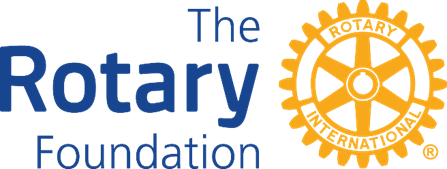 The
Rotary
Foundation
ROTARY
INTERNATIONAL
®